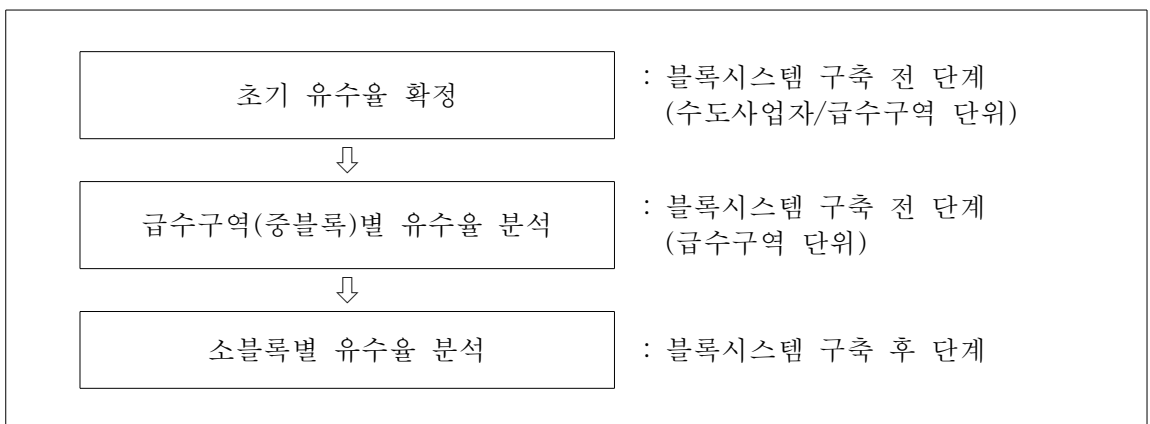 초기 유수율 확정
: 블록시스템 구축 전 단계
(수도사업자/급수구역 단위)
⇩
급수구역(중블록)별 유수율 분석
: 블록시스템 구축 전 단계
(급수구역 단위)
⇩
소블록별 유수율 분석
: 블록시스템 구축 후 단계